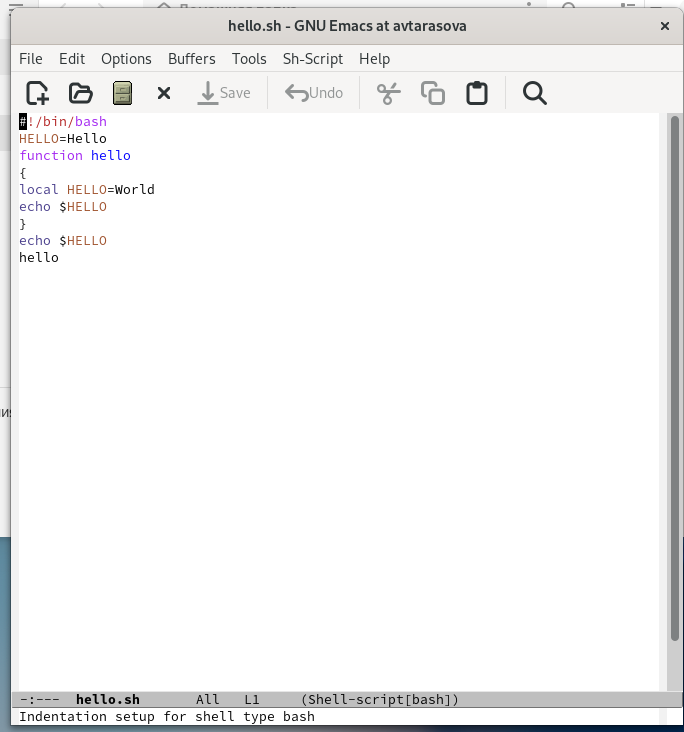 hello.sh - GNU Emacs at avtarasova
File Edit Options Buffers Tools Sh-Script Help
Save Undo
#!/bin/bash
HELLO=Hello
function hello
{
local HELLO=World
echo $HELLO
}
echo $HELLO
hello
-:--- hello.sh All L1 (Shell-script[bash])
Indentation setup for shell type bash